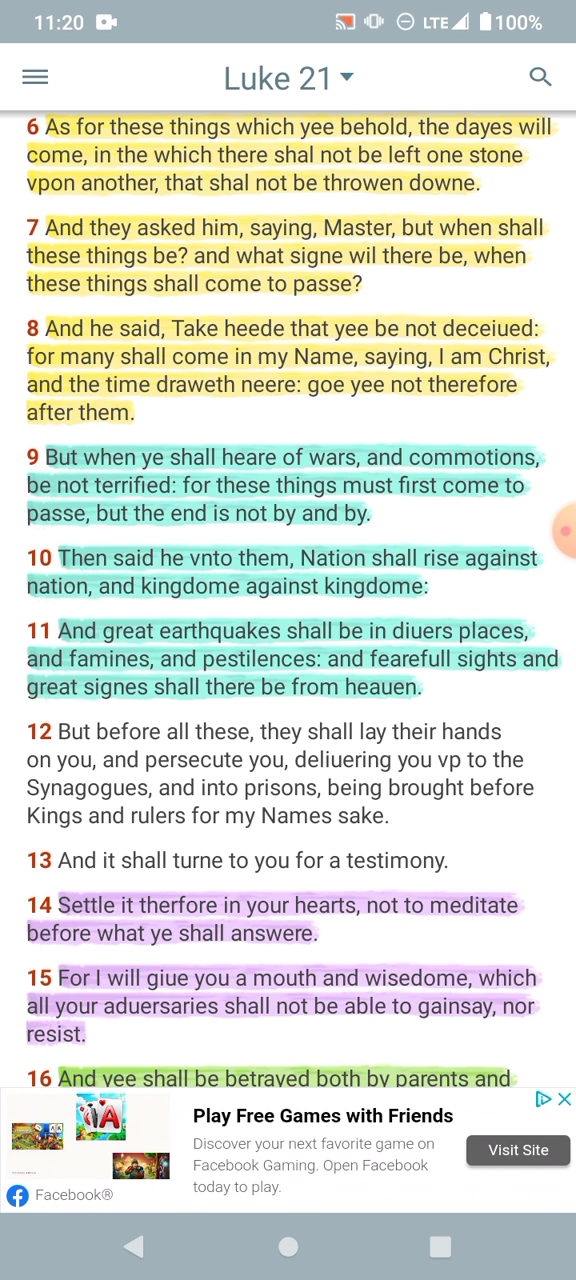 11:20
LTE 100%
Luke 21
6 As for these things which yee behold, the dayes will
come, in the which there shal not be left one stone
vpon another, that shal not be throwen downe.
7 And they asked him, saying, Master, but when shall
these things be? and what signe wil there be, when
these things shall come to passe?
8 And he said, Take heede that yee be not deceiued:
for many shall come in my Name, saying, I am Christ,
and the time draweth neere: goe yee not therefore
after them.
9 But when ye shall heare of wars, and commotions,
be not terrified: for these things must first come to
passe, but the end is not by and by.
10 Then said he vnto them, Nation shall rise against
nation, and kingdome against kingdome:
11 And great earthquakes shall be in diuers places,
and famines, and pestilences: and fearefull sights and
great signes shall there be from heauen.
12 But before all these, they shall lay their hands
on you, and persecute you, deliuering you vp to the
Synagogues, and into prisons, being brought before
Kings and rulers for my Names sake.
13 And it shall turne to you for a testimony.
14 Settle it therfore in your hearts, not to meditate
before what ye shall answere.
15 For I will giue you a mouth and wisedome, which
all your aduersaries shall not be able to gainsay, nor
resist.
16 And yee shall be betrayed both by parents and
A
Play Free Games with Friends
Discover your next favorite game on
Facebook Gaming. Open Facebook
today to play.
Visit Site
Facebook®